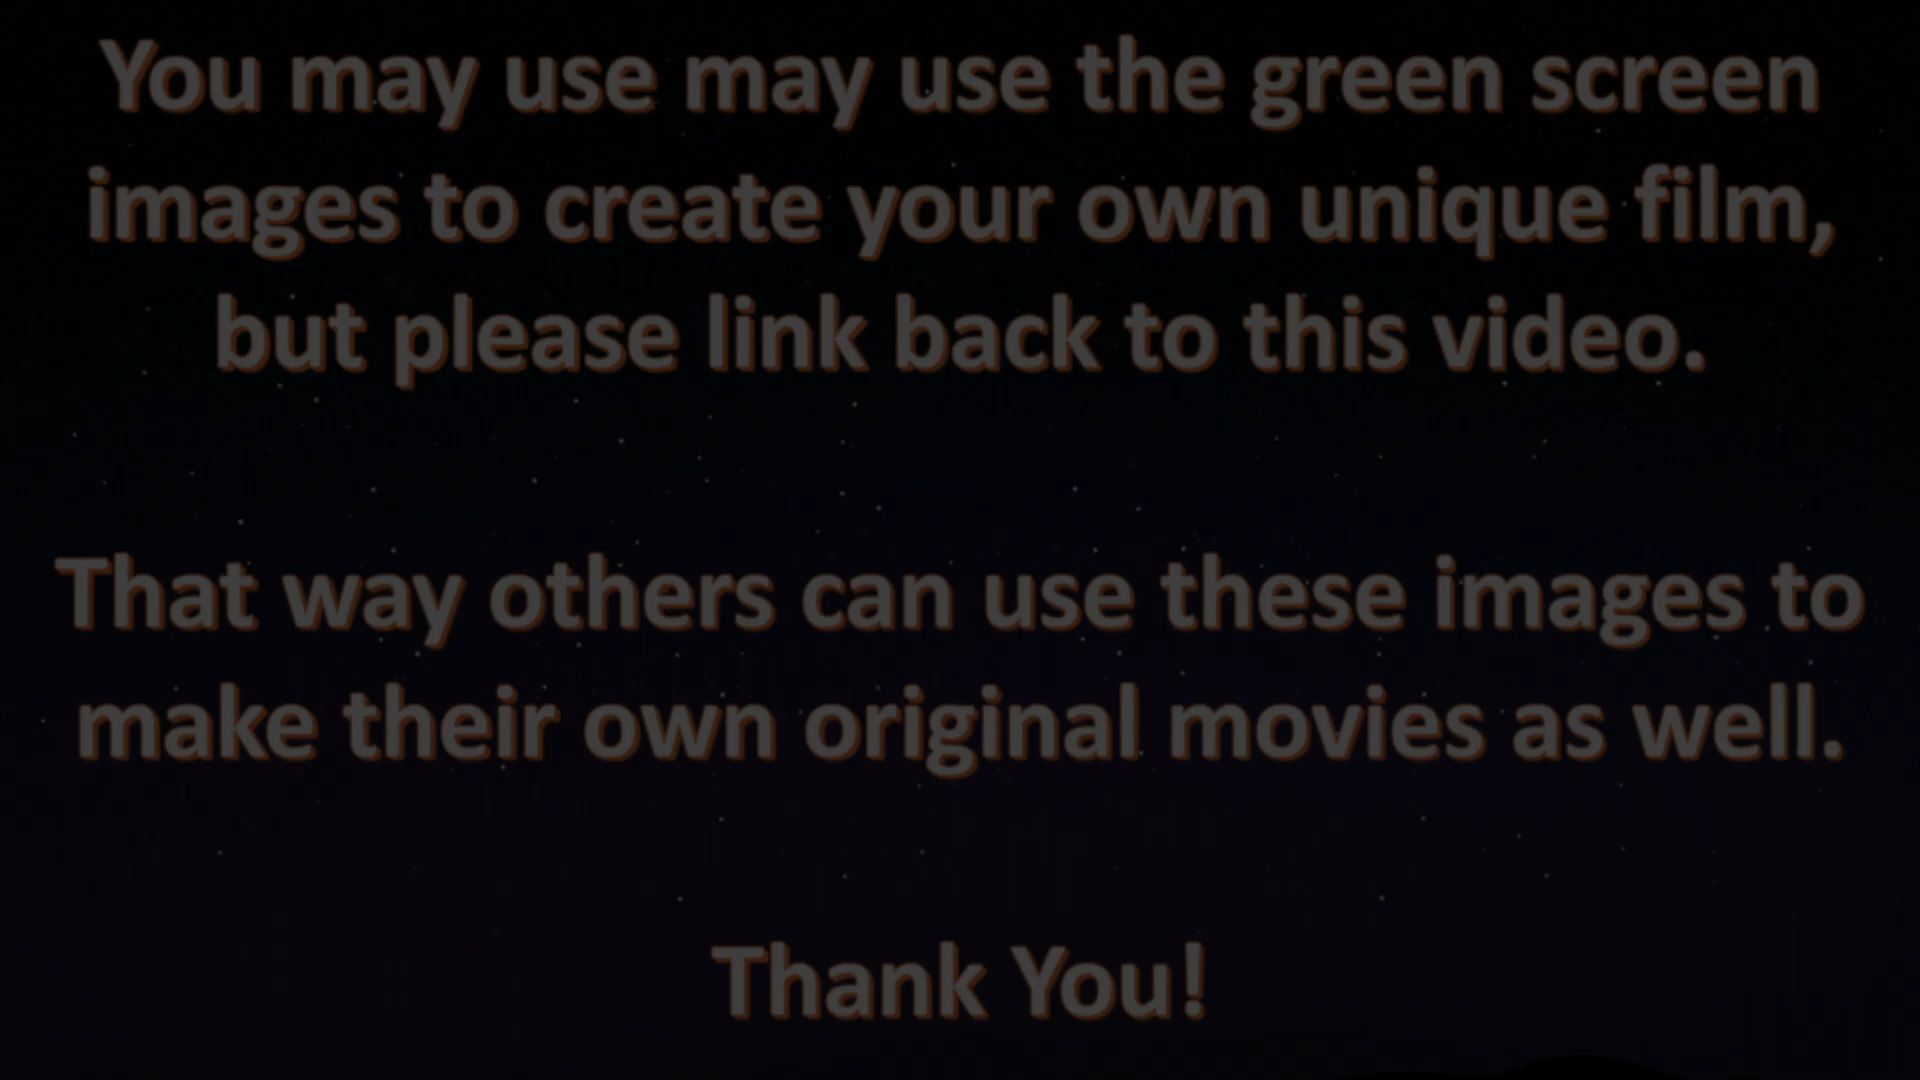 You may use may use the green screen
images to create your own unique film,
but please link back to this video.
That way others can use these images to
make their own original movies as well.
Thank You!